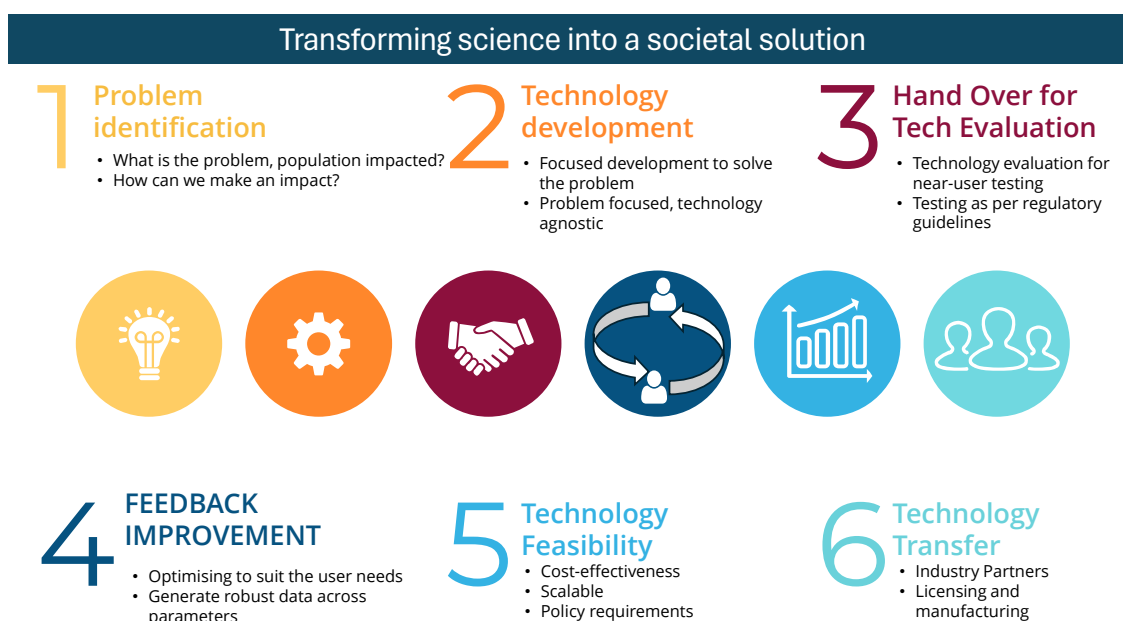 Transforming science into a societal solution
1
Problem
identification
• What is the problem, population impacted?
• How can we make an impact?
2
Technology
development
• Focused development to solve
the problem
• Problem focused, technology
agnostic
3
Hand Over for
Tech Evaluation
• Technology evaluation for
near-user testing
• Testing as per regulatory
guidelines
4
FEEDBACK
IMPROVEMENT
• Optimising to suit the user needs
• Generate robust data across
parameters
5
Technology
Feasibility
• Cost-effectiveness
• Scalable
• Policy requirements
6
Technology
Transfer
• Industry Partners
• Licensing and
manufacturing